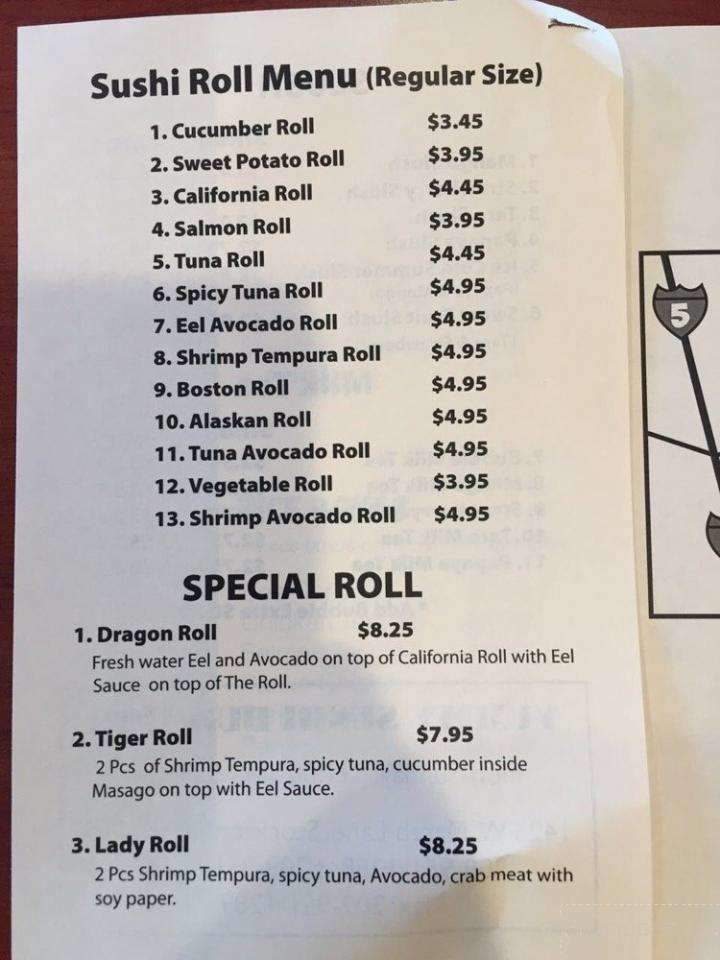 Sushi Roll Menu (Regular Size)
1. Cucumber Roll $3.45
2. Sweet Potato Roll $3.95
3. California Roll $4.45
4. Salmon Roll $3.95
5. Tuna Roll $4.45
6. Spicy Tuna Roll $4.95
7. Eel Avocado Roll $4.95
8. Shrimp Tempura Roll $4.95
9. Boston Roll $4.95
10. Alaskan Roll $4.95
11. Tuna Avocado Roll $4.95
12. Vegetable Roll $3.95
13. Shrimp Avocado Roll $4.95
SPECIAL ROLL
1. Dragon Roll $8.25
Fresh water Eel and Avocado on top of California Roll with Eel
Sauce on top of The Roll.
2. Tiger Roll $7.95
2 Pcs of Shrimp Tempura, spicy tuna, cucumber inside
Masago on top with Eel Sauce.
3. Lady Roll $8.25
2 Pcs Shrimp Tempura, spicy tuna, Avocado, crab meat with
soy paper.
5